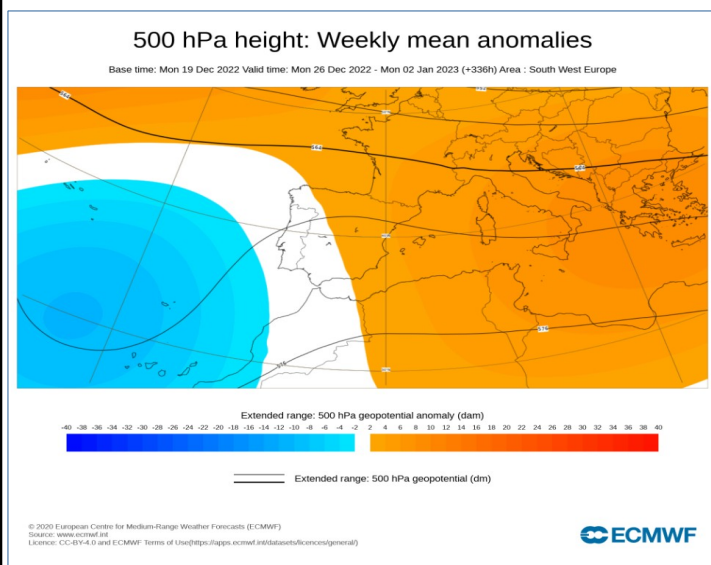 500 hPa height: Weekly mean anomalies
Base time: Mon 19 Dec 2022 Valid time: Mon 26 Dec 2022 - Mon 02 Jan 2023 (+336h) Area : South West Europe
564
564
576
576
Extended range: 500 hPa geopotential anomaly (dam)
-40 -38 -36 -34 -32 -30 -28 -26 -24 -22 -20 -18 -16 -14 -12 -10 -8 -6 -4 -2 2 4 6 8 10 12 14 16 18 20 22 24 26 28 30 32 34 36 38 40
Extended range: 500 hPa geopotential (dm)
© 2020 European Centre for Medium-Range Weather Forecasts (ECMWF)
Source: www.ecmwf.int
Licence: CC-BY-4.0 and ECMWF Terms of Use(https://apps.ecmwf.int/datasets/licences/general/)
ECMWF